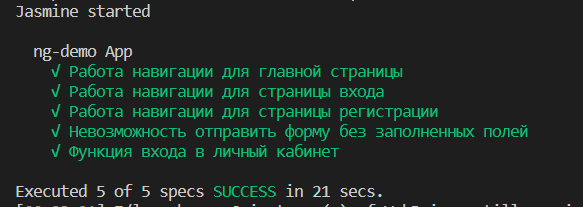 Jasmine started
ng-demo App
√ Работа навигации для главной страницы
√ Работа навигации для страницы входа
√ Работа навигации для страницы регистрации
√ Невозможность отправить форму без заполненных полей
√ Функция входа в личный кабинет
Executed 5 of 5 specs SUCCESS in 21 secs.